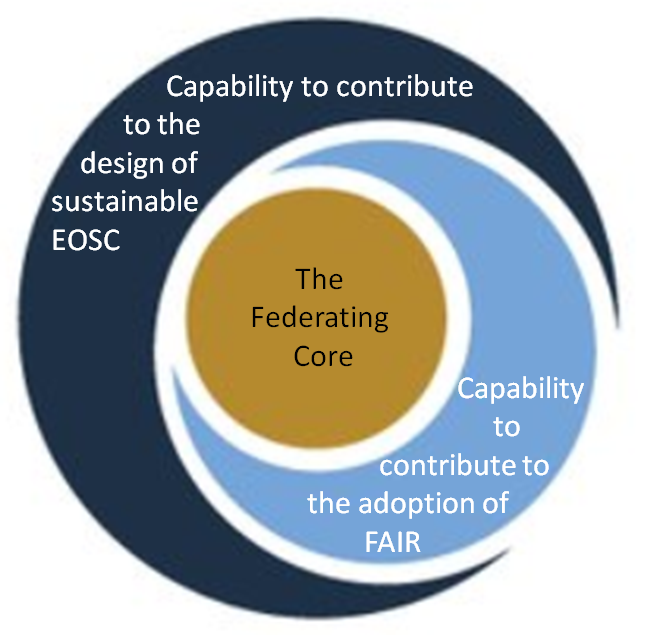 Capability to contribute
to the
design of
sustainable
EOSC
The
Federating
Core
Capability
to
contribute to
the adoption of
FAIR